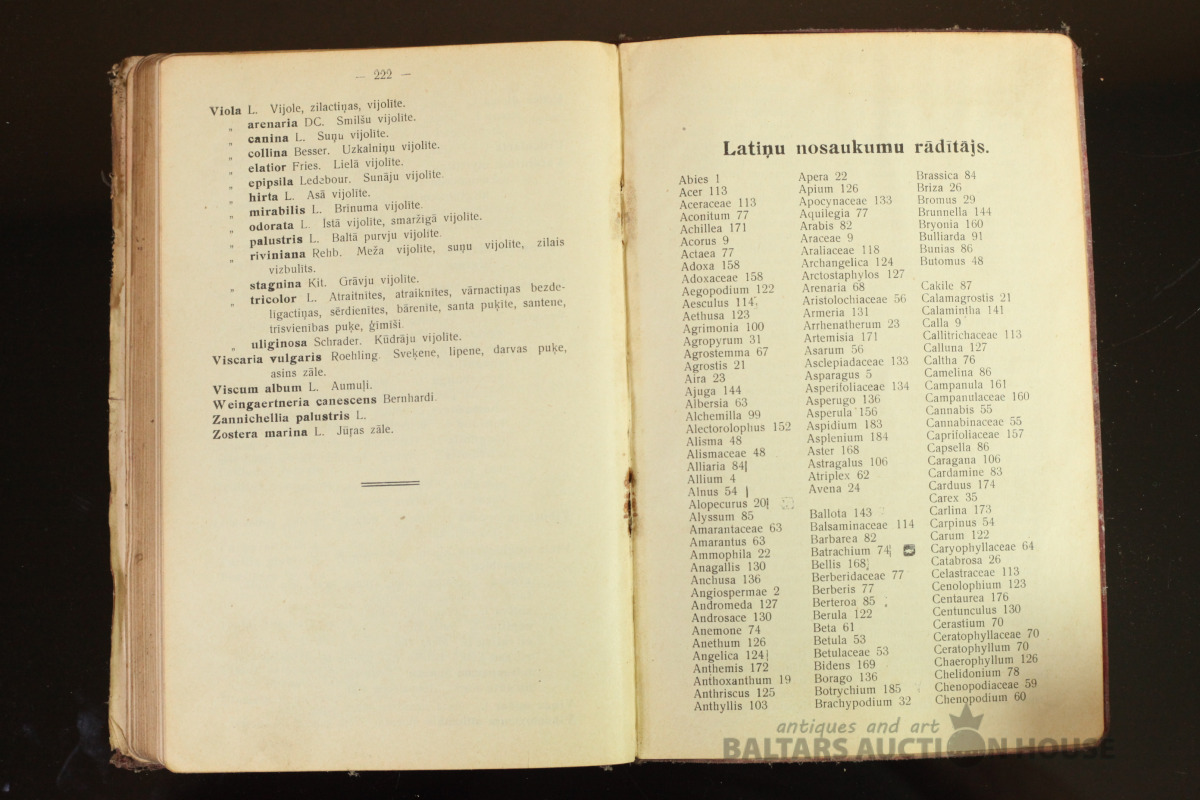 — 222 —
Viola L. Vijole, zilactiņas, vijolīte.
„ arenaria DC. Smilšu vijolīte.
„ canina L. Suņu vijolīte.
„ collina Besser. Uzkalniņu vijolīte.
„ elatior Fries. Lielā vijolīte.
„ epipsila Ledebour. Sunāju vijolīte.
„ hirta L. Asā vijolīte.
„ mirabilis L. Brīnuma vijolīte.
„ odorata L. Īstā vijolīte, smaržīgā vijolīte.
„ palustris L. Baltā purvju vijolīte.
„ riviniana Rehb. Meža vijolīte, suņu vijolīte, zilais
vizbulits.
„ stagnina Kit. Grāvju vijolīte.
„ tricolor L. Atraitnītes, atraiknītes, vārnactiņas bezde-
ligactiņas, sērdienītes, bārenīte, santa puķīte, santene,
trisvienības puķe, ģīmīši.
„ uliginosa Schrader. Kūdrāju vijolīte.
Viscaria vulgaris Roehling. Sveķene, lipene, darvas puķe,
asins zāle.
Viscum album L. Aumuļi.
Weingaertneria canescens Bernhardi.
Zannichellia palustris L.
Zostera marina L. Jūŗas zāle.
Latiņu nosaukumu rādītājs.
Abies 1
Acer 113
Aceraceae 113
Aconitum 77
Achillea 171
Acorus 9
Actaea 77
Adoxa 158
Adoxaceae 158
Aegopodium 122
Aesculus 114
Aethusa 123
Agrimonia 100
Agropyrum 31
Agrostemma 67
Agrostis 21
Aira 23
Ajuga 144
Albersia 63
Alchemilla 99
Alectorolophus 152
Alisma 48
Alismaceae 48
Alliaria 84
Allium 4
Alnus 54
Alopecurus 20
Alyssum 85
Amarantaceae 63
Amarantus 63
Ammophila 22
Anagallis 130
Anchusa 136
Angiospermae 2
Andromeda 127
Androsace 130
Anemone 74
Anethum 126
Angelica 124
Anthemis 172
Anthoxanthum 19
Anthriscus 125
Anthyllis 103
Apera 22
Apium 126
Apocynaceae 133
Aquilegia 77
Arabis 82
Araceae 9
Araliaceae 118
Archangelica 124
Arctostaphylos 127
Arenaria 68
Aristolochiaceae 56
Armeria 131
Arrhenatherum 23
Artemisia 171
Asarum 56
Asclepiadaceae 133
Asparagus 5
Asperifoliaceae 134
Asperugo 136
Asperula 156
Aspidium 183
Asplenium 184
Aster 168
Astragalus 106
Atriplex 62
Avena 24
Ballota 143
Balsaminaceae 114
Barbarea 82
Batrachium 74
Bellis 168
Berberidaceae 77
Berberis 77
Berteroa 85
Berula 122
Beta 61
Betula 53
Betulaceae 53
Bidens 169
Borago 136
Botrychium 185
Brachypodium 32
Brassica 84
Briza 26
Bromus 29
Brunnella 144
Bryonia 160
Bulliarda 91
Bunias 86
Butomus 48
Cakile 87
Calamagrostis 21
Calamintha 141
Calla 9
Callitrichaceae 113
Calluna 127
Caltha 76
Camelina 86
Campanula 161
Campanulaceae 160
Cannabis 55
Cannabinaceae 55
Caprifoliaceae 157
Capsella 86
Caragana 106
Cardamine 83
Carduus 174
Carex 35
Carlina 173
Carpinus 54
Carum 122
Caryophyllaceae 64
Catabrosa 26
Celastraceae 113
Cenolophium 123
Centaurea 176
Centunculus 130
Cerastium 70
Ceratophyllaceae 70
Ceratophyllum 70
Chaerophyllum 126
Chelidonium 78
Chenopodiaceae 59
Chenopodium 60
antiques and art
BALTARS AUCTION HOUSE